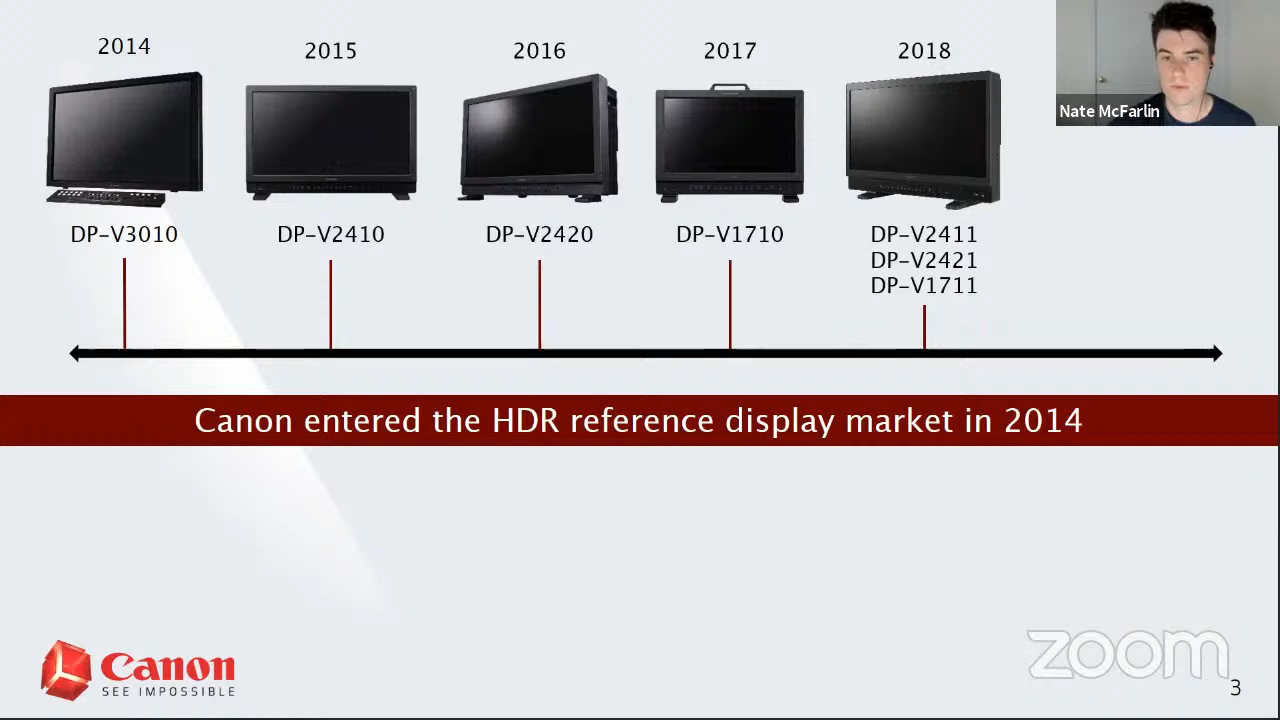 2014
2015
2016
2017
2018
Nate McFarlin
DP-V3010
DP-V2410
DP-V2420
DP-V1710
DP-V2411
DP-V2421
DP-V1711
Canon entered the HDR reference display market in 2014
Canon
SEE IMPOSSIBLE
zoom
3